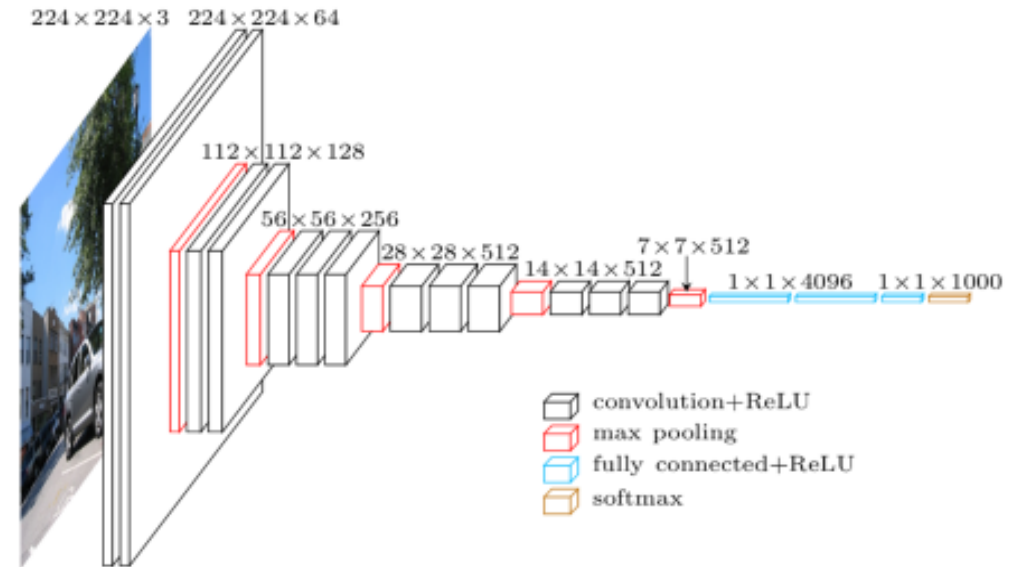 224×224×3
224×224×64
112×112×128
56×56×256
28×28×512
14×14×512
7×7×512
1×1×4096
1×1×1000
convolution+ReLU
max pooling
fully connected+ReLU
softmax